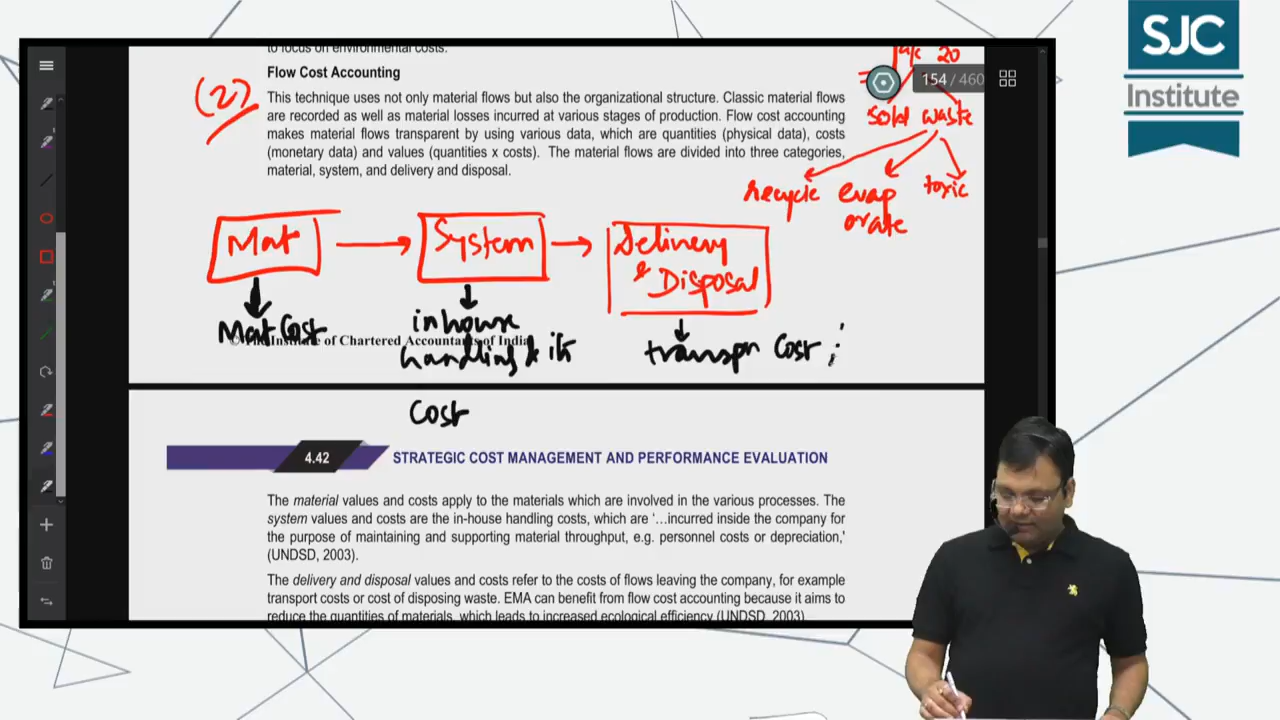 to focus on environmental costs.
Flow Cost Accounting
(2)
This technique uses not only material flows but also the organizational structure. Classic material flows
are recorded as well as material losses incurred at various stages of production. Flow cost accounting
makes material flows transparent by using various data, which are quantities (physical data), costs
(monetary data) and values (quantities x costs). The material flows are divided into three categories,
material, system, and delivery and disposal.
20
154 / 460
sold waste
recycle evap orate toxic
Mat
System
Delivery
& Disposal
Mat Cost
inhouse
handling & its
Cost
transpn Cost ;
© The Institute of Chartered Accountants of India
4.42
STRATEGIC COST MANAGEMENT AND PERFORMANCE EVALUATION
The material values and costs apply to the materials which are involved in the various processes. The
system values and costs are the in-house handling costs, which are ‘…incurred inside the company for
the purpose of maintaining and supporting material throughput, e.g. personnel costs or depreciation,’
(UNDSD, 2003).
The delivery and disposal values and costs refer to the costs of flows leaving the company, for example
transport costs or cost of disposing waste. EMA can benefit from flow cost accounting because it aims to
reduce the quantities of materials, which leads to increased ecological efficiency (UNDSD, 2003)
SJC
Institute